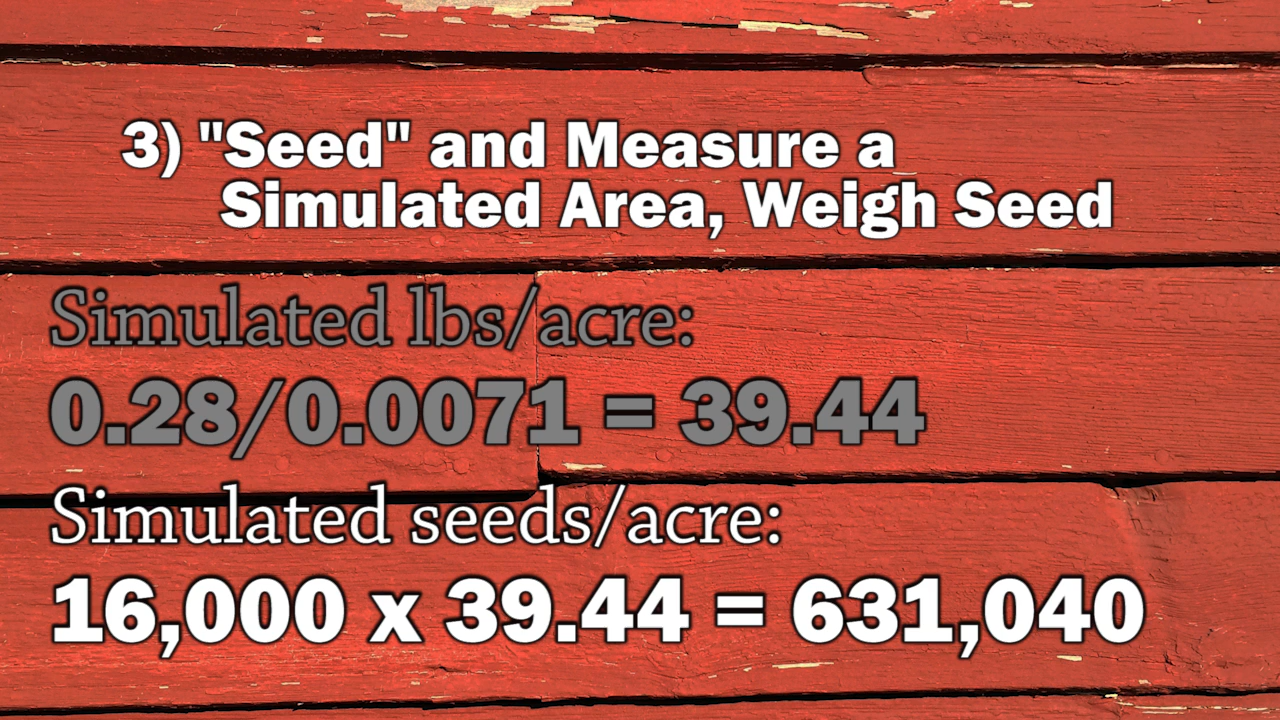 3) "Seed" and Measure a
Simulated Area, Weigh Seed
Simulated lbs/acre:
0.28/0.0071 = 39.44
Simulated seeds/acre:
16,000 x 39.44 = 631,040